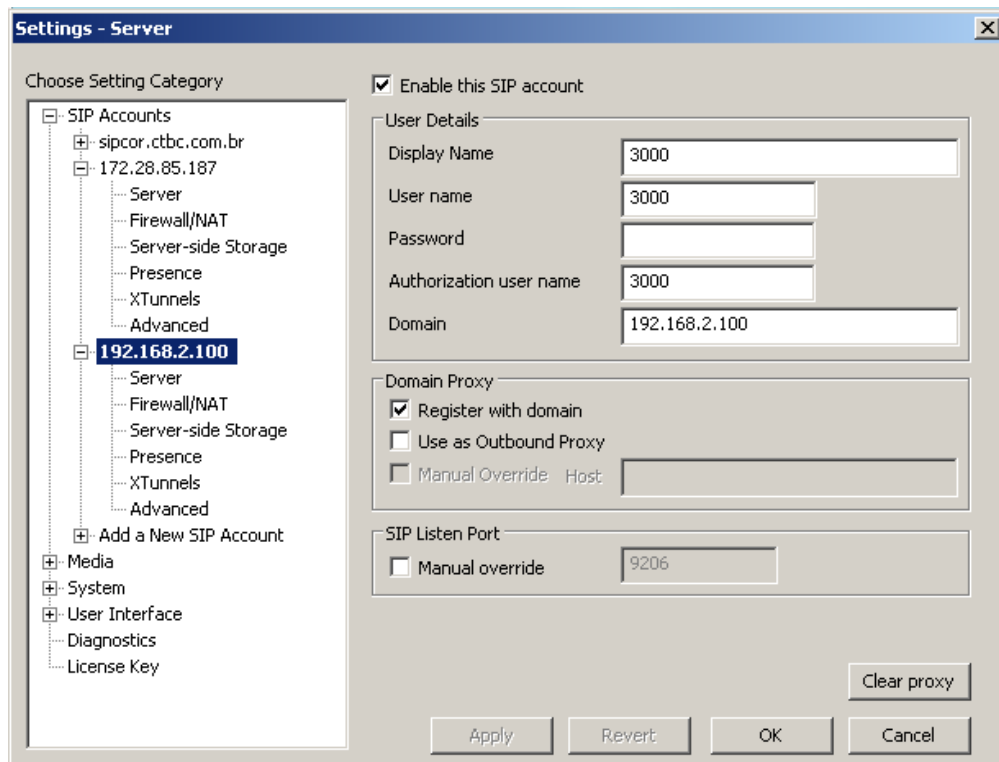 Settings - Server
Choose Setting Category
SIP Accounts
sipcor.ctbc.com.br
172.28.85.187
Server
Firewall/NAT
Server-side Storage
Presence
XTunnels
Advanced
192.168.2.100
Server
Firewall/NAT
Server-side Storage
Presence
XTunnels
Advanced
Add a New SIP Account
Media
System
User Interface
Diagnostics
License Key
Enable this SIP account
User Details
Display Name 3000
User name 3000
Password
Authorization user name 3000
Domain 192.168.2.100
Domain Proxy
Register with domain
Use as Outbound Proxy
Manual Override Host
SIP Listen Port
Manual override 9206
Clear proxy
Apply Revert OK Cancel